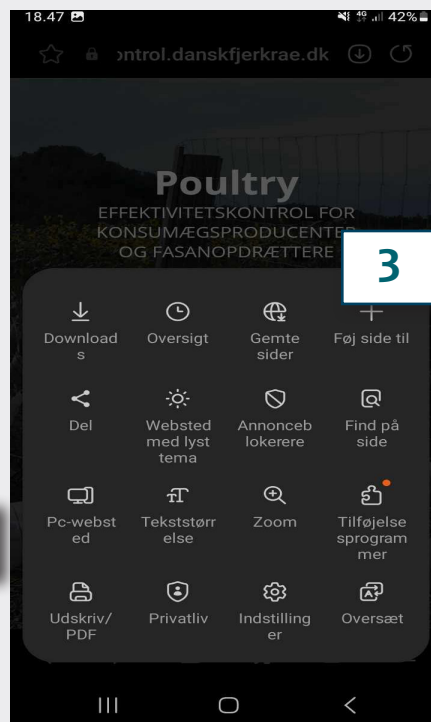 18.47 4G 42%
ontrol.danskfjerkrae.dk
Poultry
EFFEKTIVITETSKONTROL FOR
KONSUMÆGSPRODUCENTER
OG FASANOPDRÆTTERE
3
Download
s
Oversigt
Gemte
sider
Føj side til
Del
Websted
med lyst
tema
Annonceb
lokerere
Find på
side
Pc-webst
ed
Tekststørr
else
Zoom
Tilføjelse
sprogram
mer
Udskriv/
PDF
Privatliv
Indstilling
er
Oversæt